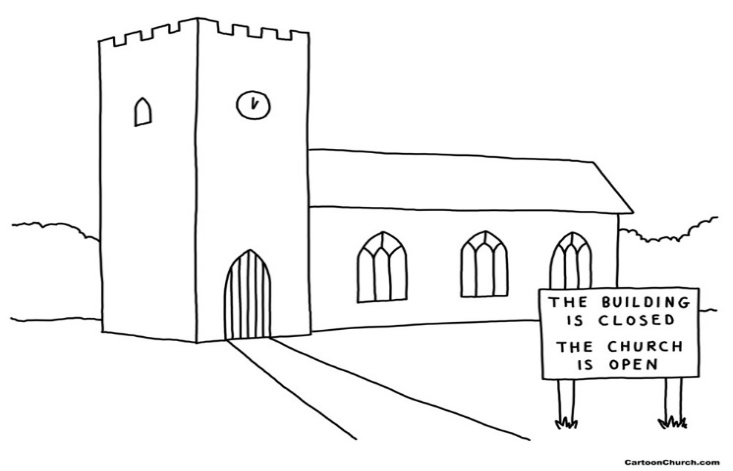 THE BUILDING
IS CLOSED
THE CHURCH
IS OPEN
CartoonChurch.com